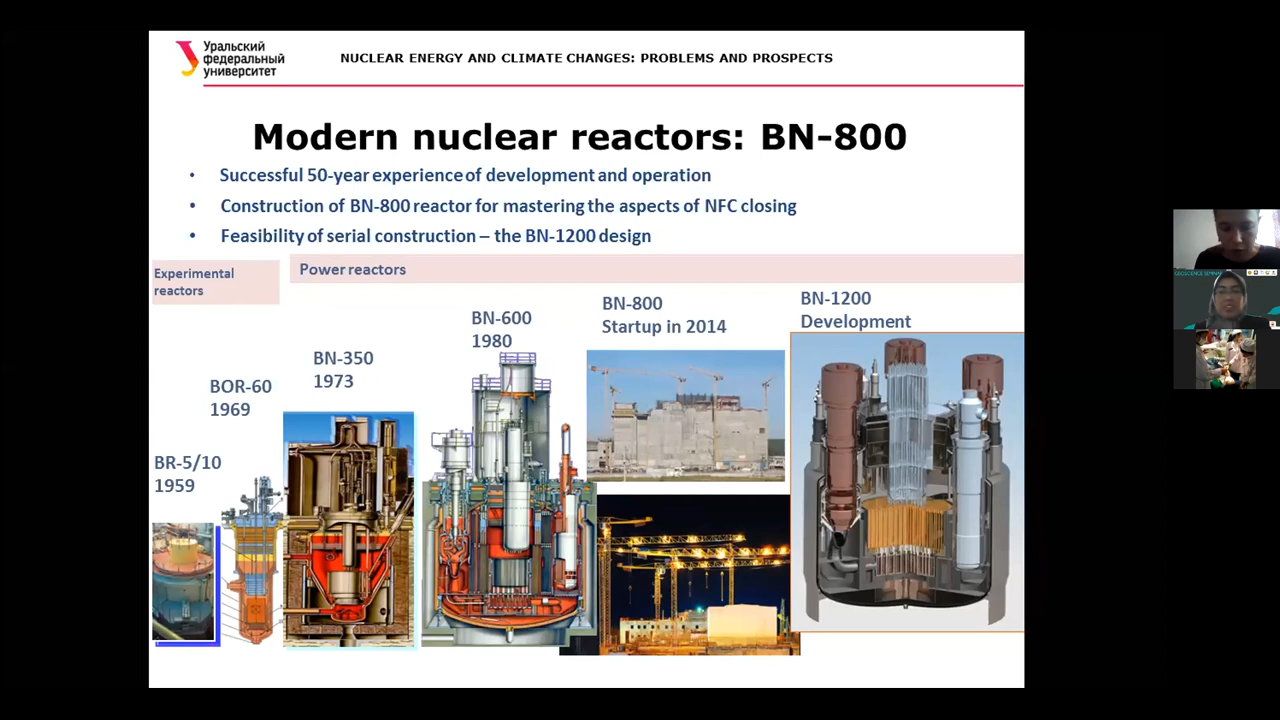 Уральский
федеральный
университет
NUCLEAR ENERGY AND CLIMATE CHANGES: PROBLEMS AND PROSPECTS
Modern nuclear reactors: BN-800
• Successful 50-year experience of development and operation
• Construction of BN-800 reactor for mastering the aspects of NFC closing
• Feasibility of serial construction – the BN-1200 design
Experimental
reactors
Power reactors
BR-5/10
1959
BOR-60
1969
BN-350
1973
BN-600
1980
BN-800
Startup in 2014
BN-1200
Development